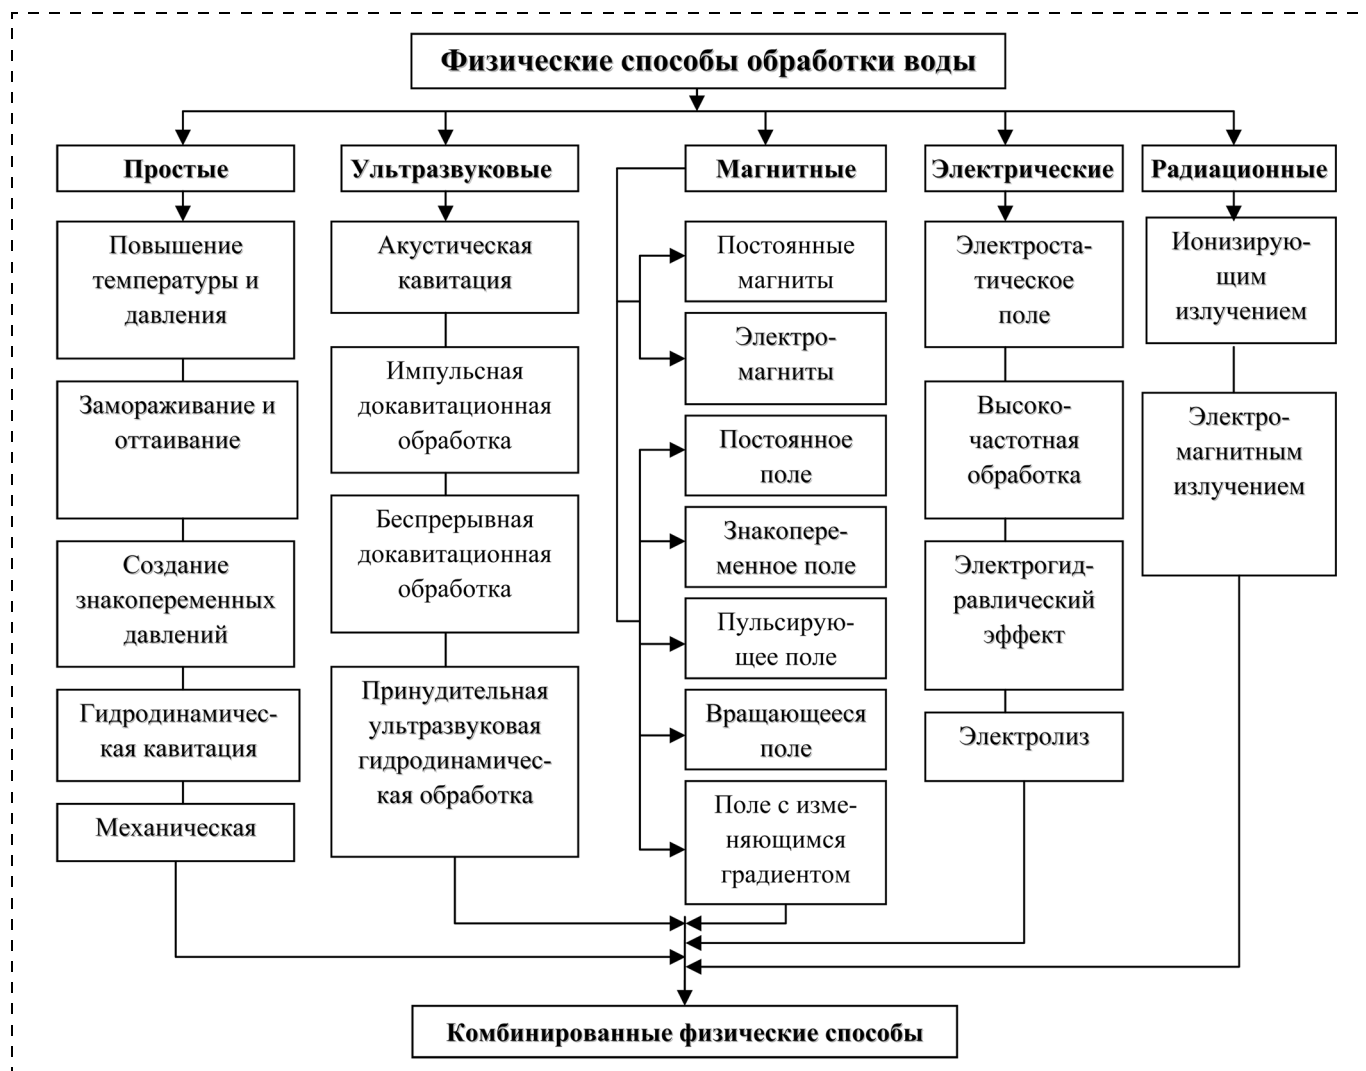 Физические способы обработки воды
Простые
Ультразвуковые
Магнитные
Электрические
Радиационные
Повышение
температуры и
давления
Замораживание и
оттаивание
Создание
знакопеременных
давлений
Гидродинамичес-
кая кавитация
Механическая
Акустическая
кавитация
Импульсная
докавитационная
обработка
Беспрерывная
докавитационная
обработка
Принудительная
ультразвуковая
гидродинамичес-
кая обработка
Постоянные
магниты
Электро-
магниты
Постоянное
поле
Знакопере-
менное поле
Пульсирую-
щее поле
Вращающееся
поле
Поле с изме-
няющимся
градиентом
Электроста-
тическое
поле
Высоко-
частотная
обработка
Электрогид-
равлический
эффект
Электролиз
Ионизирую-
щим
излучением
Электро-
магнитным
излучением
Комбинированные физические способы